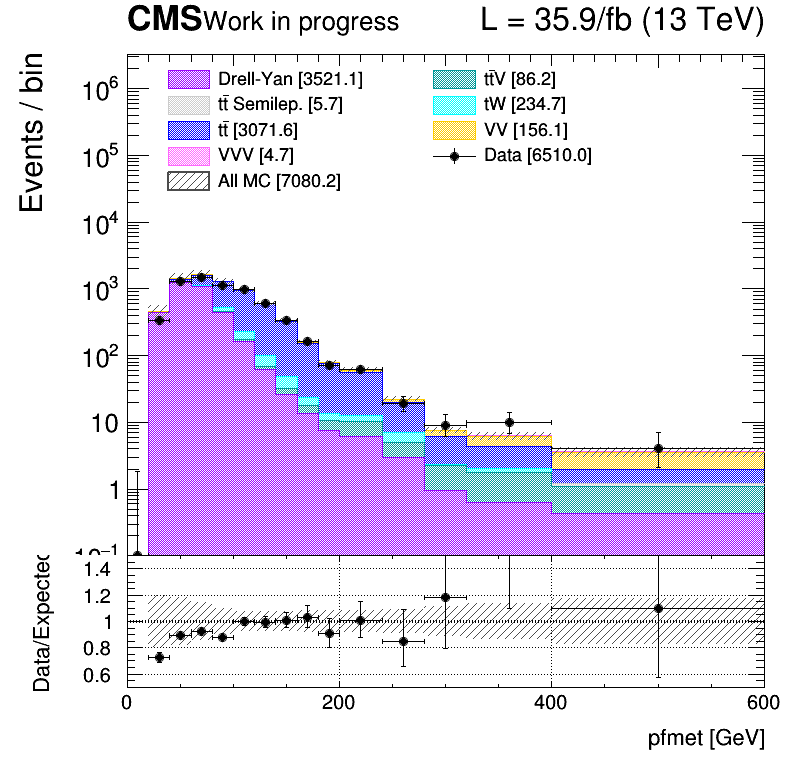 CMS Work in progress L = 35.9/fb (13 TeV)
Events / bin
Drell-Yan [3521.1] tt̄V [86.2]
tt̄ Semilep. [5.7] tW [234.7]
tt̄ [3071.6] VV [156.1]
VVV [4.7] Data [6510.0]
All MC [7080.2]
10⁶
10⁵
10⁴
10³
10²
10
1
10⁻¹
Data/Expected
1.4
1.2
1
0.8
0.6
0 200 400 600
pfmet [GeV]